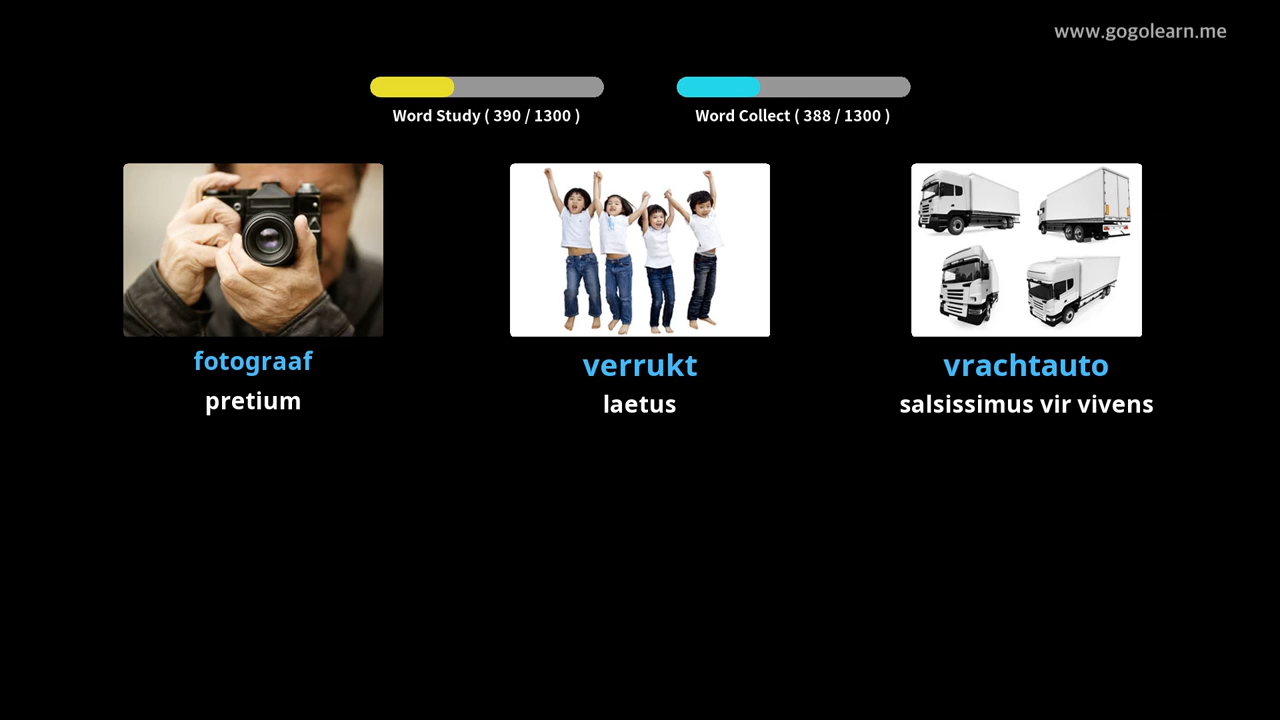 www.gogolearn.me
Word Study ( 390 / 1300 )
Word Collect ( 388 / 1300 )
fotograaf
pretium
verrukt
laetus
vrachtauto
salsissimus vir vivens